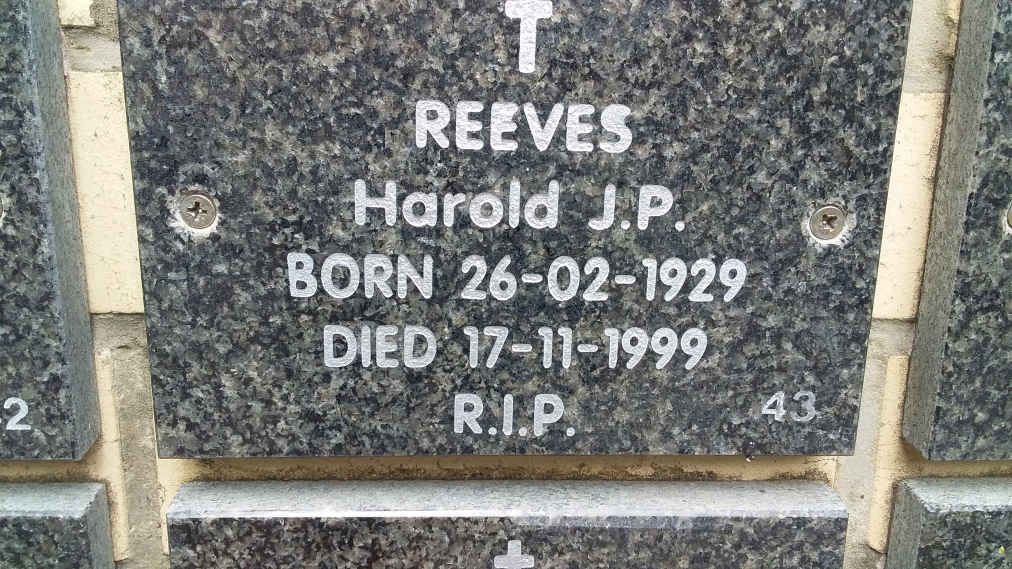 REEVES
Harold J.P.
BORN 26-02-1929
DIED 17-11-1999
R.I.P.
43
2